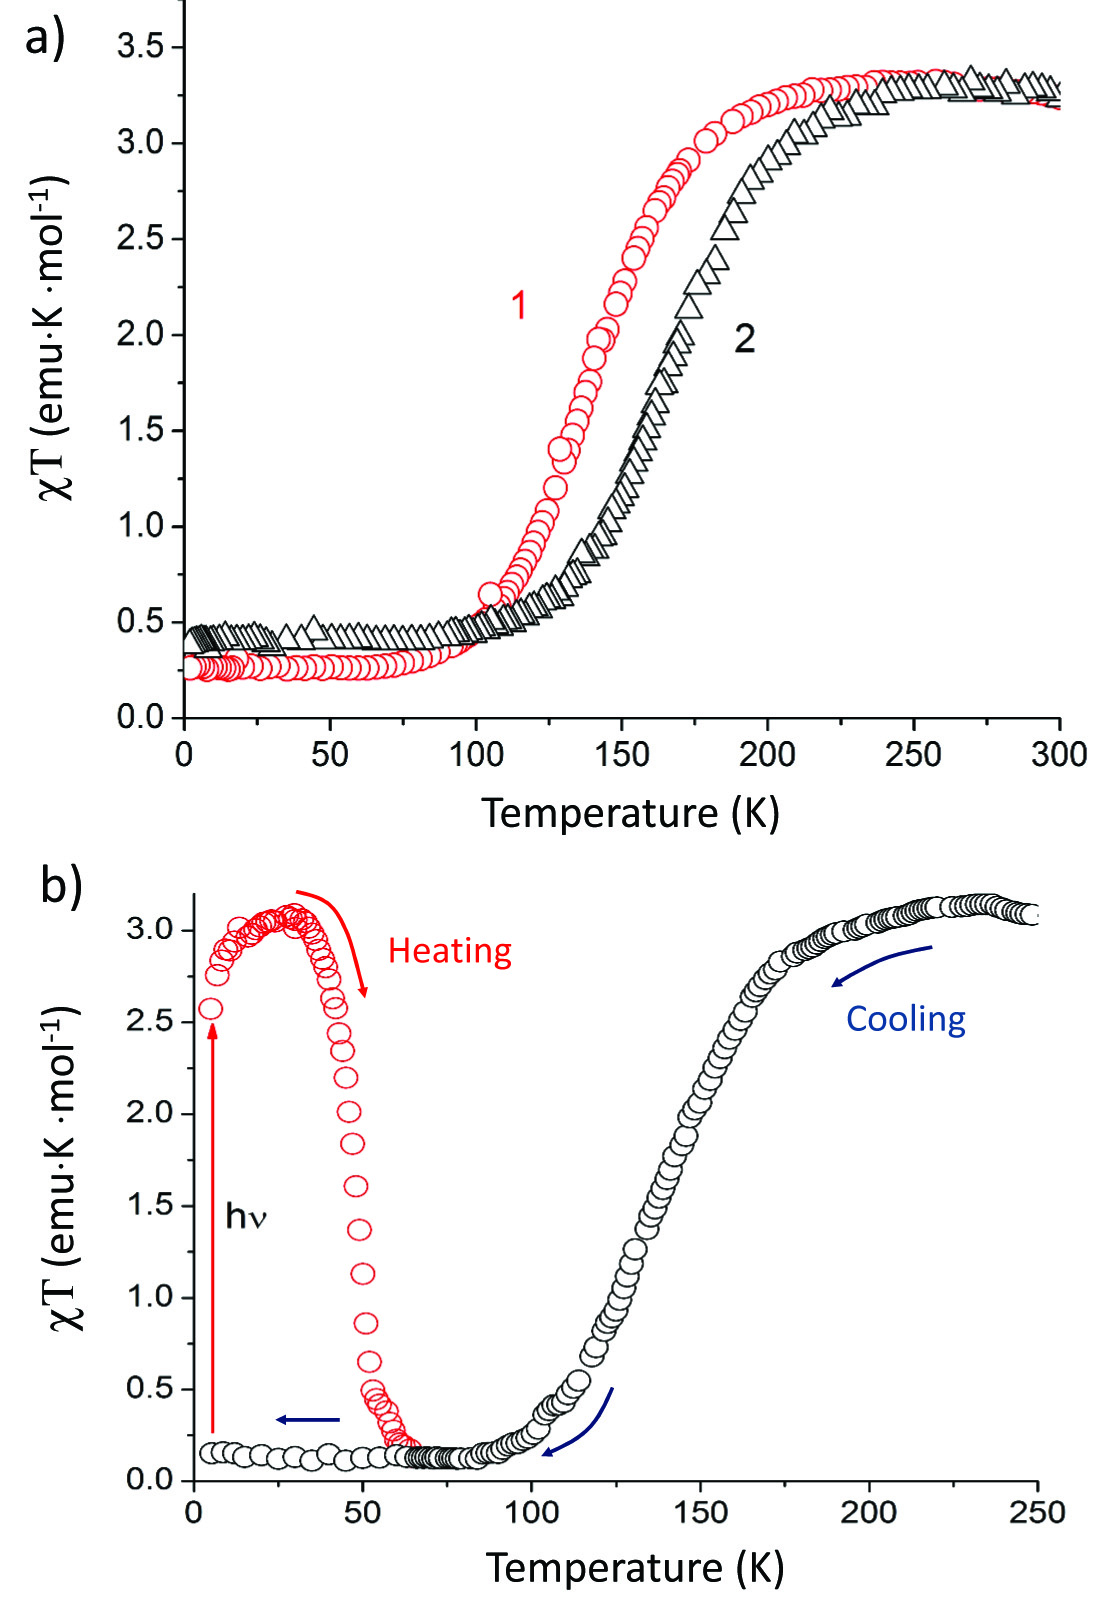 a)
3.5
3.0
2.5
2.0
1.5
1.0
0.5
0.0
χT (emu·K ·mol⁻¹)
1
2
0 50 100 150 200 250 300
Temperature (K)
b)
3.0
2.5
2.0
1.5
1.0
0.5
0.0
χT (emu·K ·mol⁻¹)
Heating
Cooling
hν
0 50 100 150 200 250
Temperature (K)